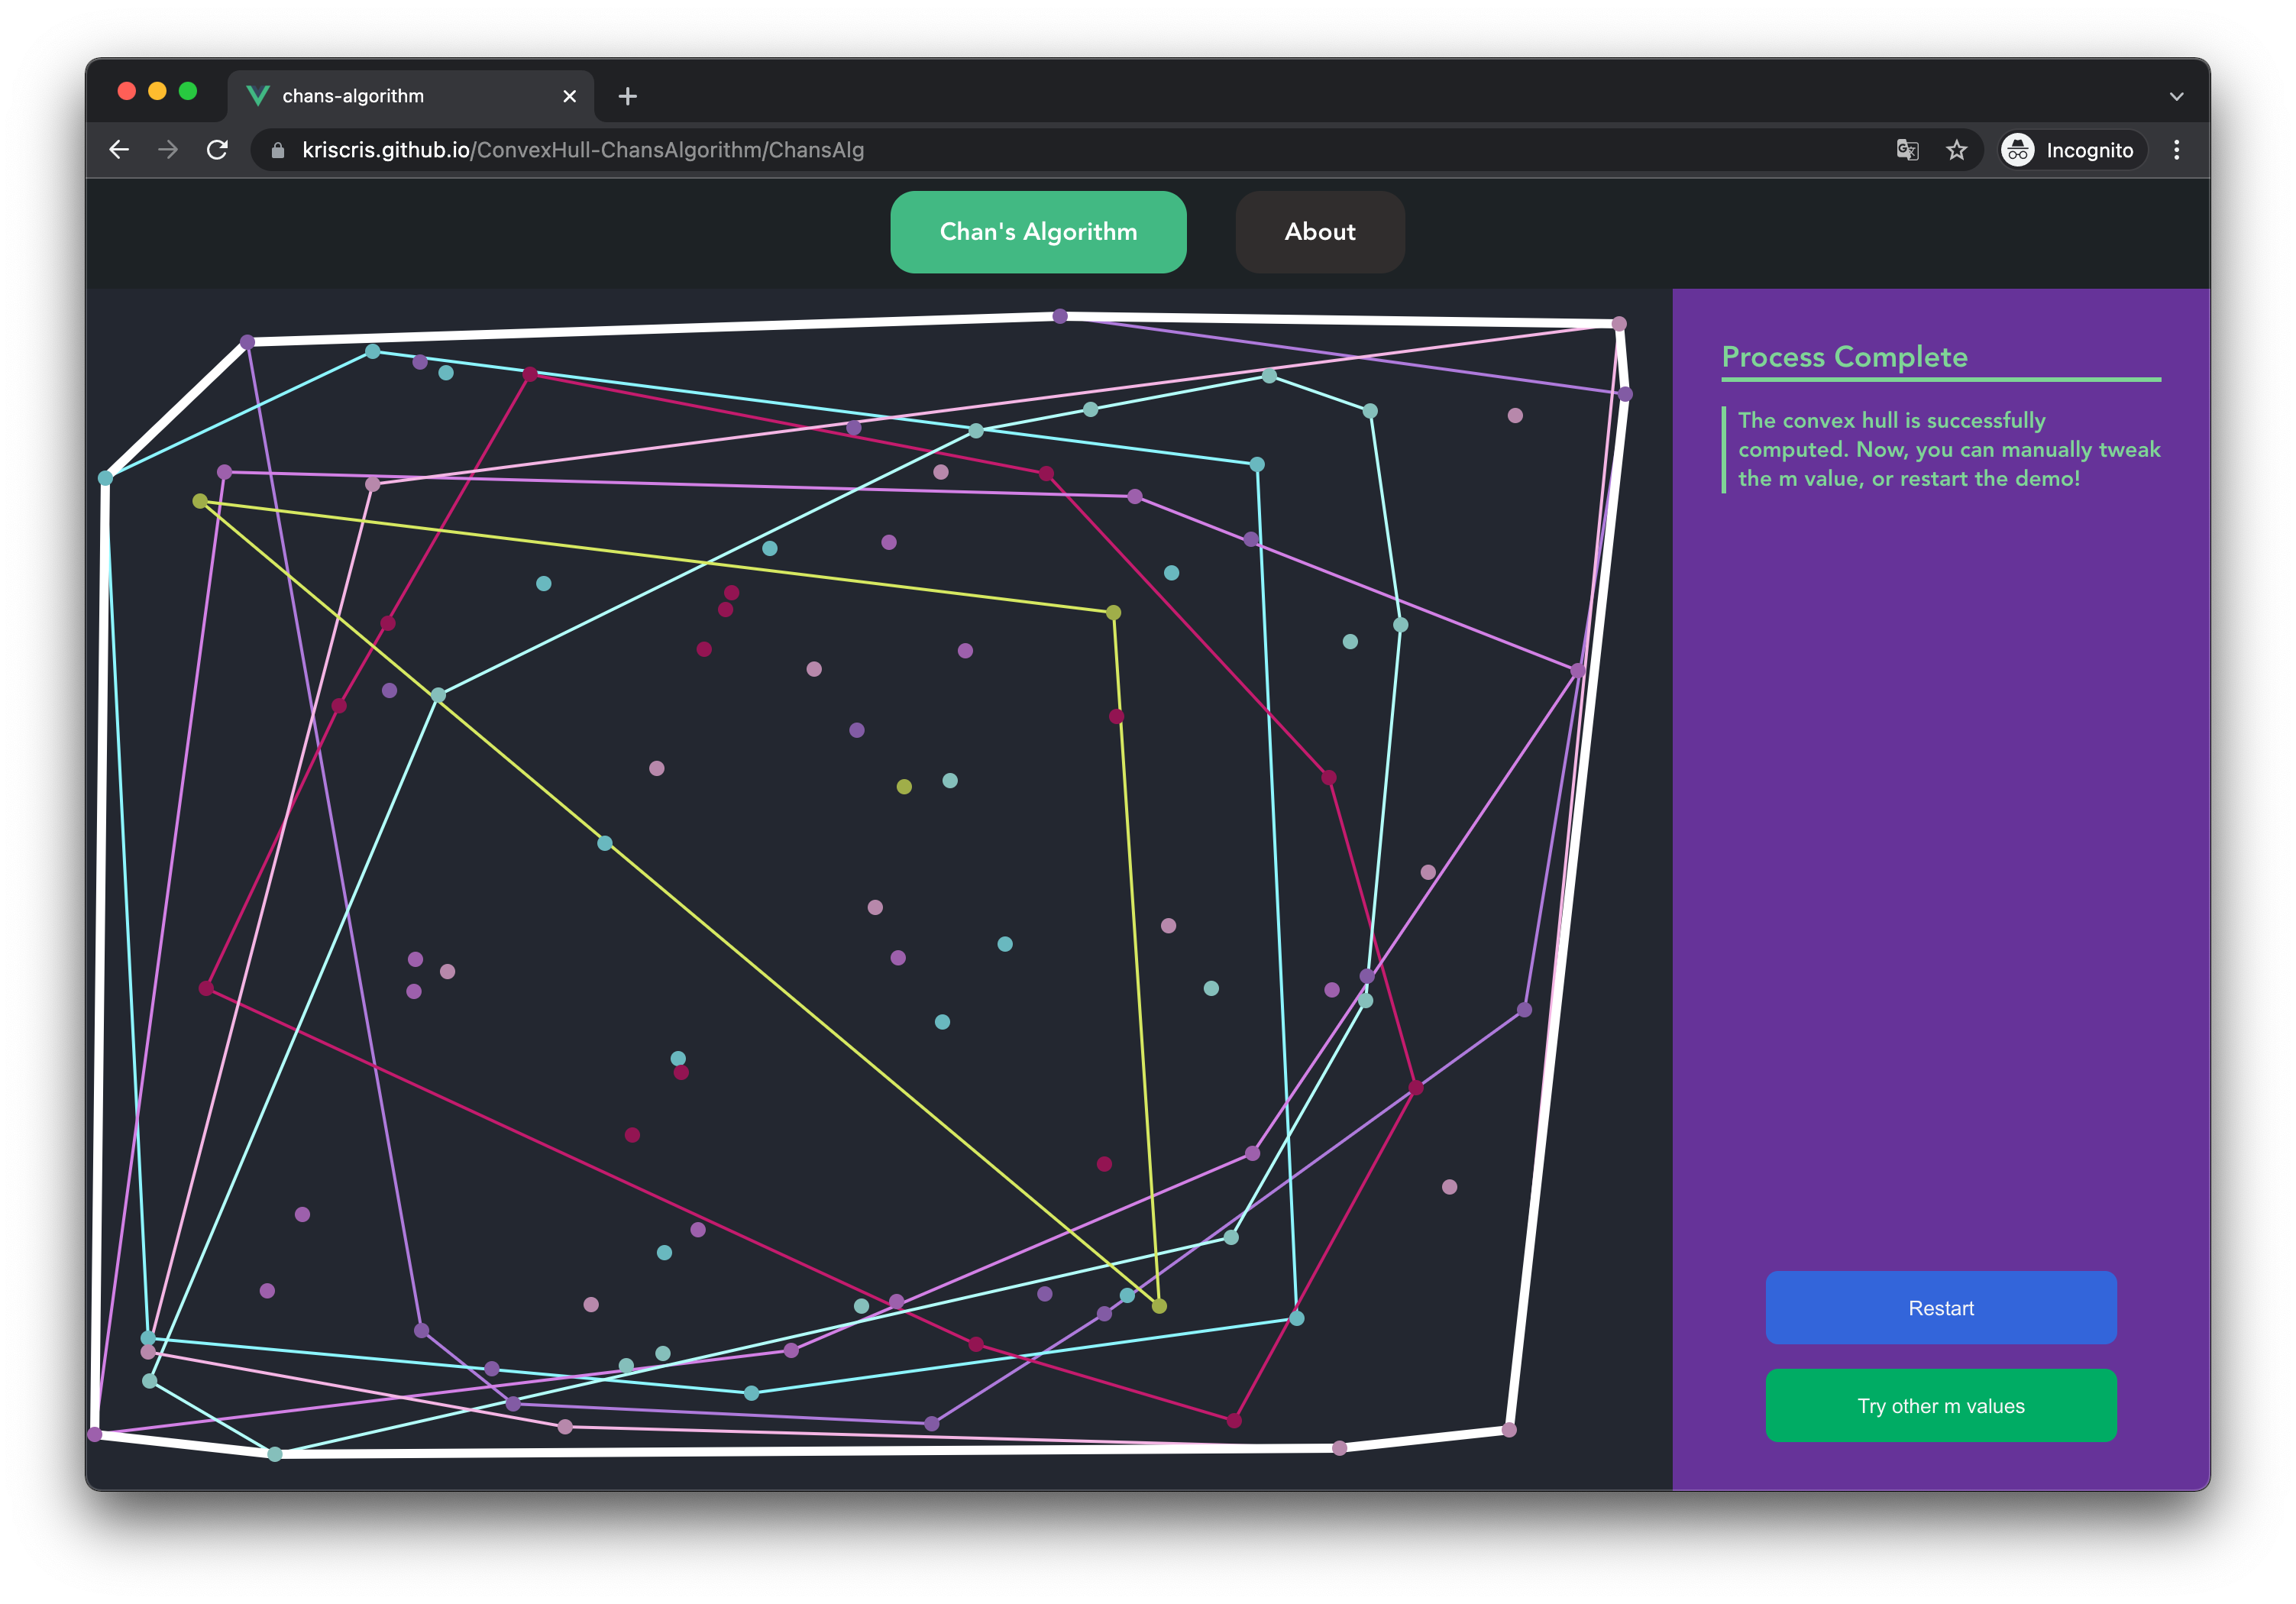 chans-algorithm
kriscris.github.io/ConvexHull-ChansAlgorithm/ChansAlg
Incognito
Chan's Algorithm
About
Process Complete
The convex hull is successfully
computed. Now, you can manually tweak
the m value, or restart the demo!
Restart
Try other m values